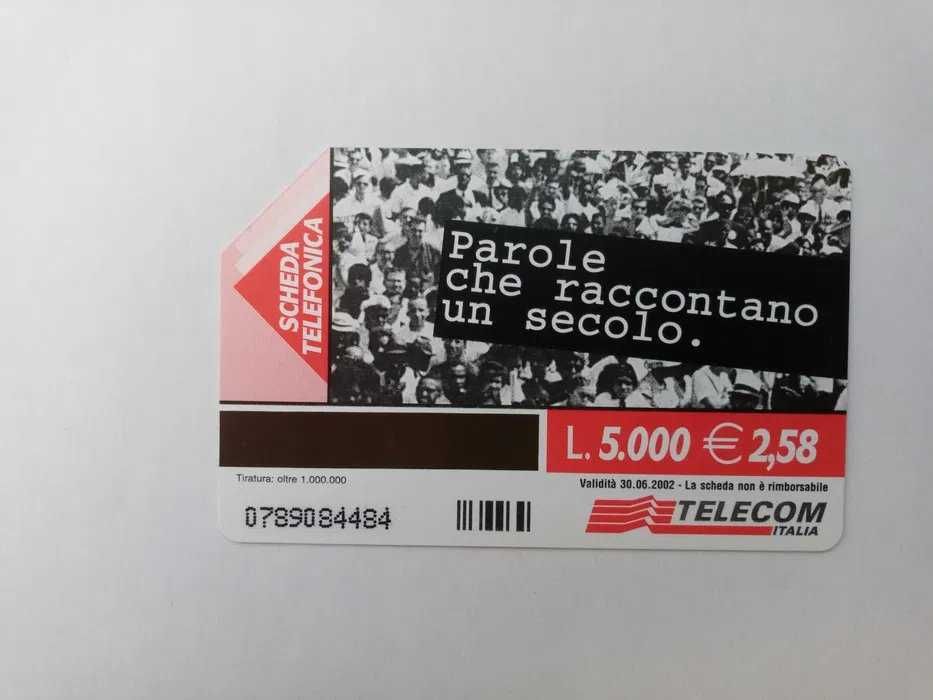 SCHEDA
TELEFONICA
Parole
che raccontano
un secolo.
L. 5.000 € 2,58
Tiratura: oltre 1.000.000
Validità 30.06.2002 - La scheda non è rimborsabile
0789084484
TELECOM
ITALIA